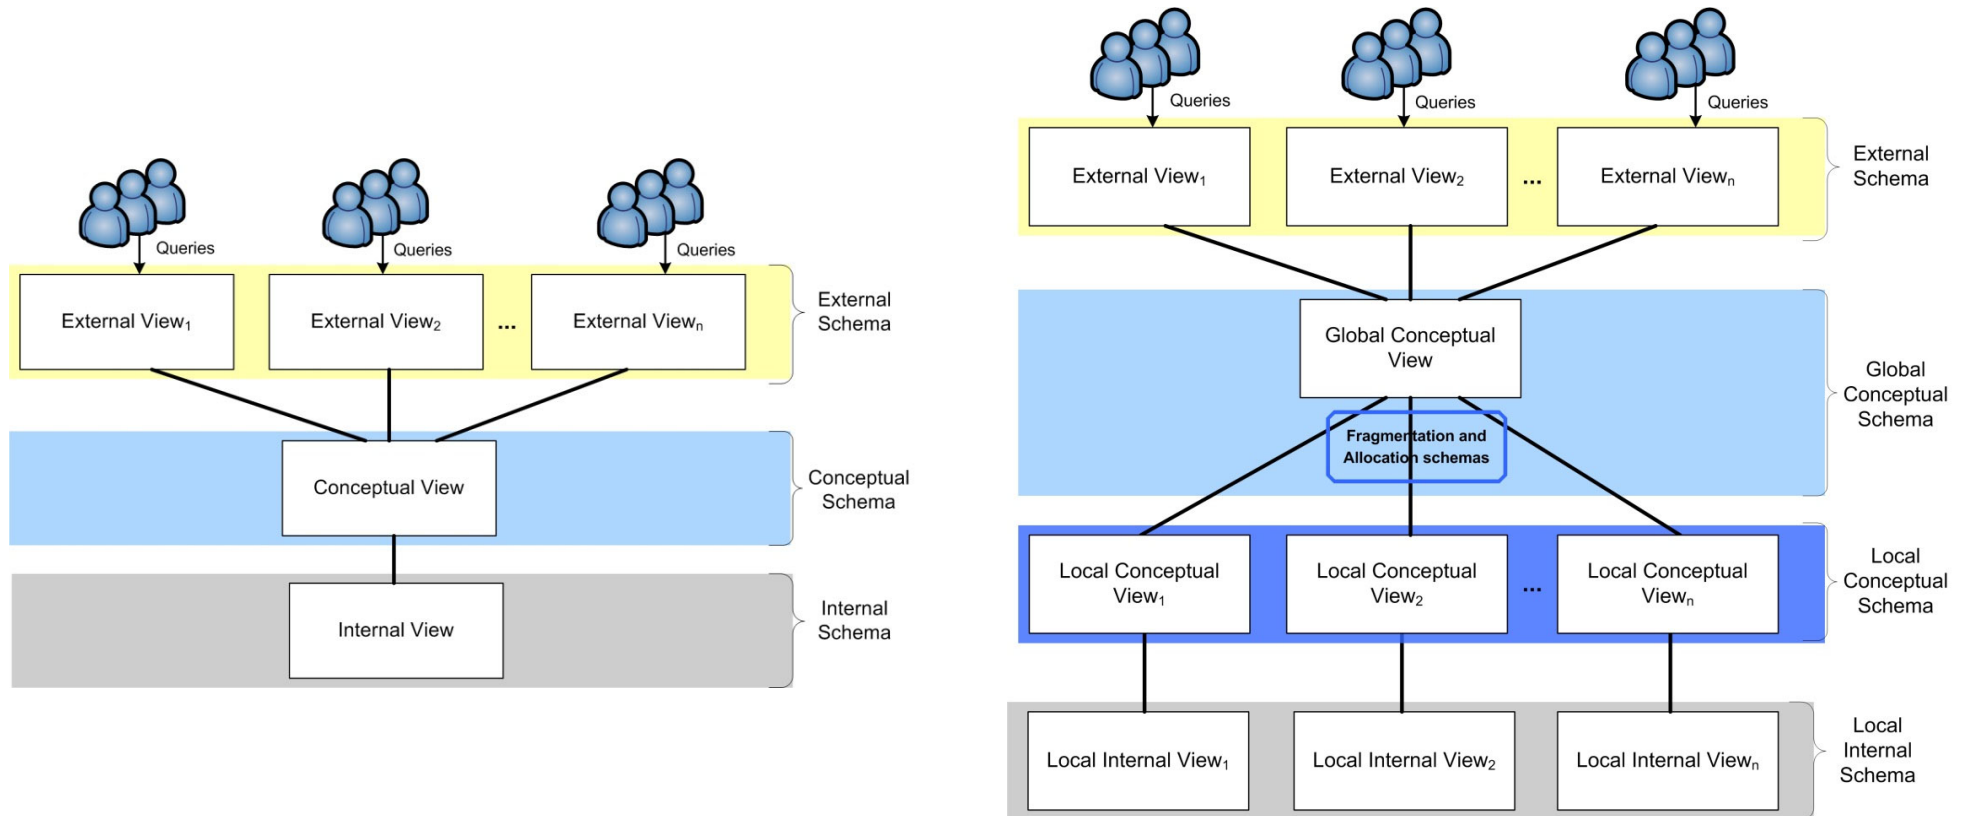 Queries
Queries
Queries
External View₁
External View₂
...
External Viewₙ
External
Schema
Conceptual View
Conceptual
Schema
Internal View
Internal
Schema
Queries
Queries
Queries
External View₁
External View₂
...
External Viewₙ
External
Schema
Global Conceptual
View
Global
Conceptual
Schema
Fragmentation and
Allocation schemas
Local Conceptual
View₁
Local Conceptual
View₂
...
Local Conceptual
Viewₙ
Local
Conceptual
Schema
Local Internal View₁
Local Internal View₂
Local Internal Viewₙ
Local
Internal
Schema